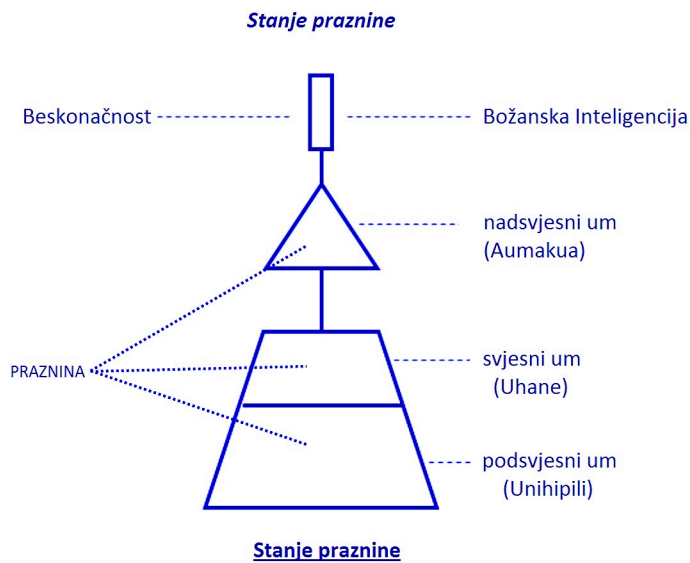 Stanje praznine
Beskonačnost
Božanska Inteligencija
nadsvjesni um
(Aumakua)
PRAZNINA
svjesni um
(Uhane)
podsvjesni um
(Unihipili)
Stanje praznine